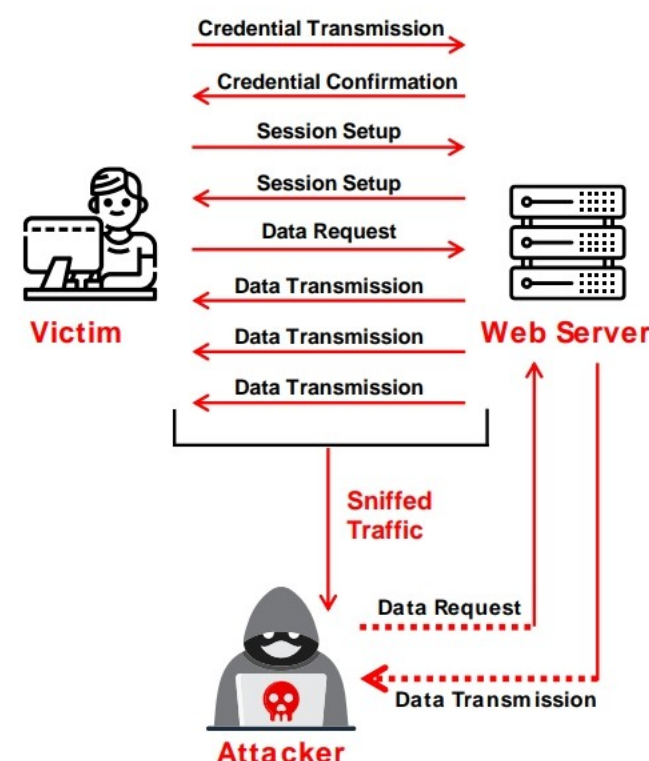 Credential Transmission
Credential Confirmation
Session Setup
Session Setup
Data Request
Data Transmission
Data Transmission
Data Transmission
Victim
Web Server
Sniffed
Traffic
Data Request
Data Transmission
Attacker